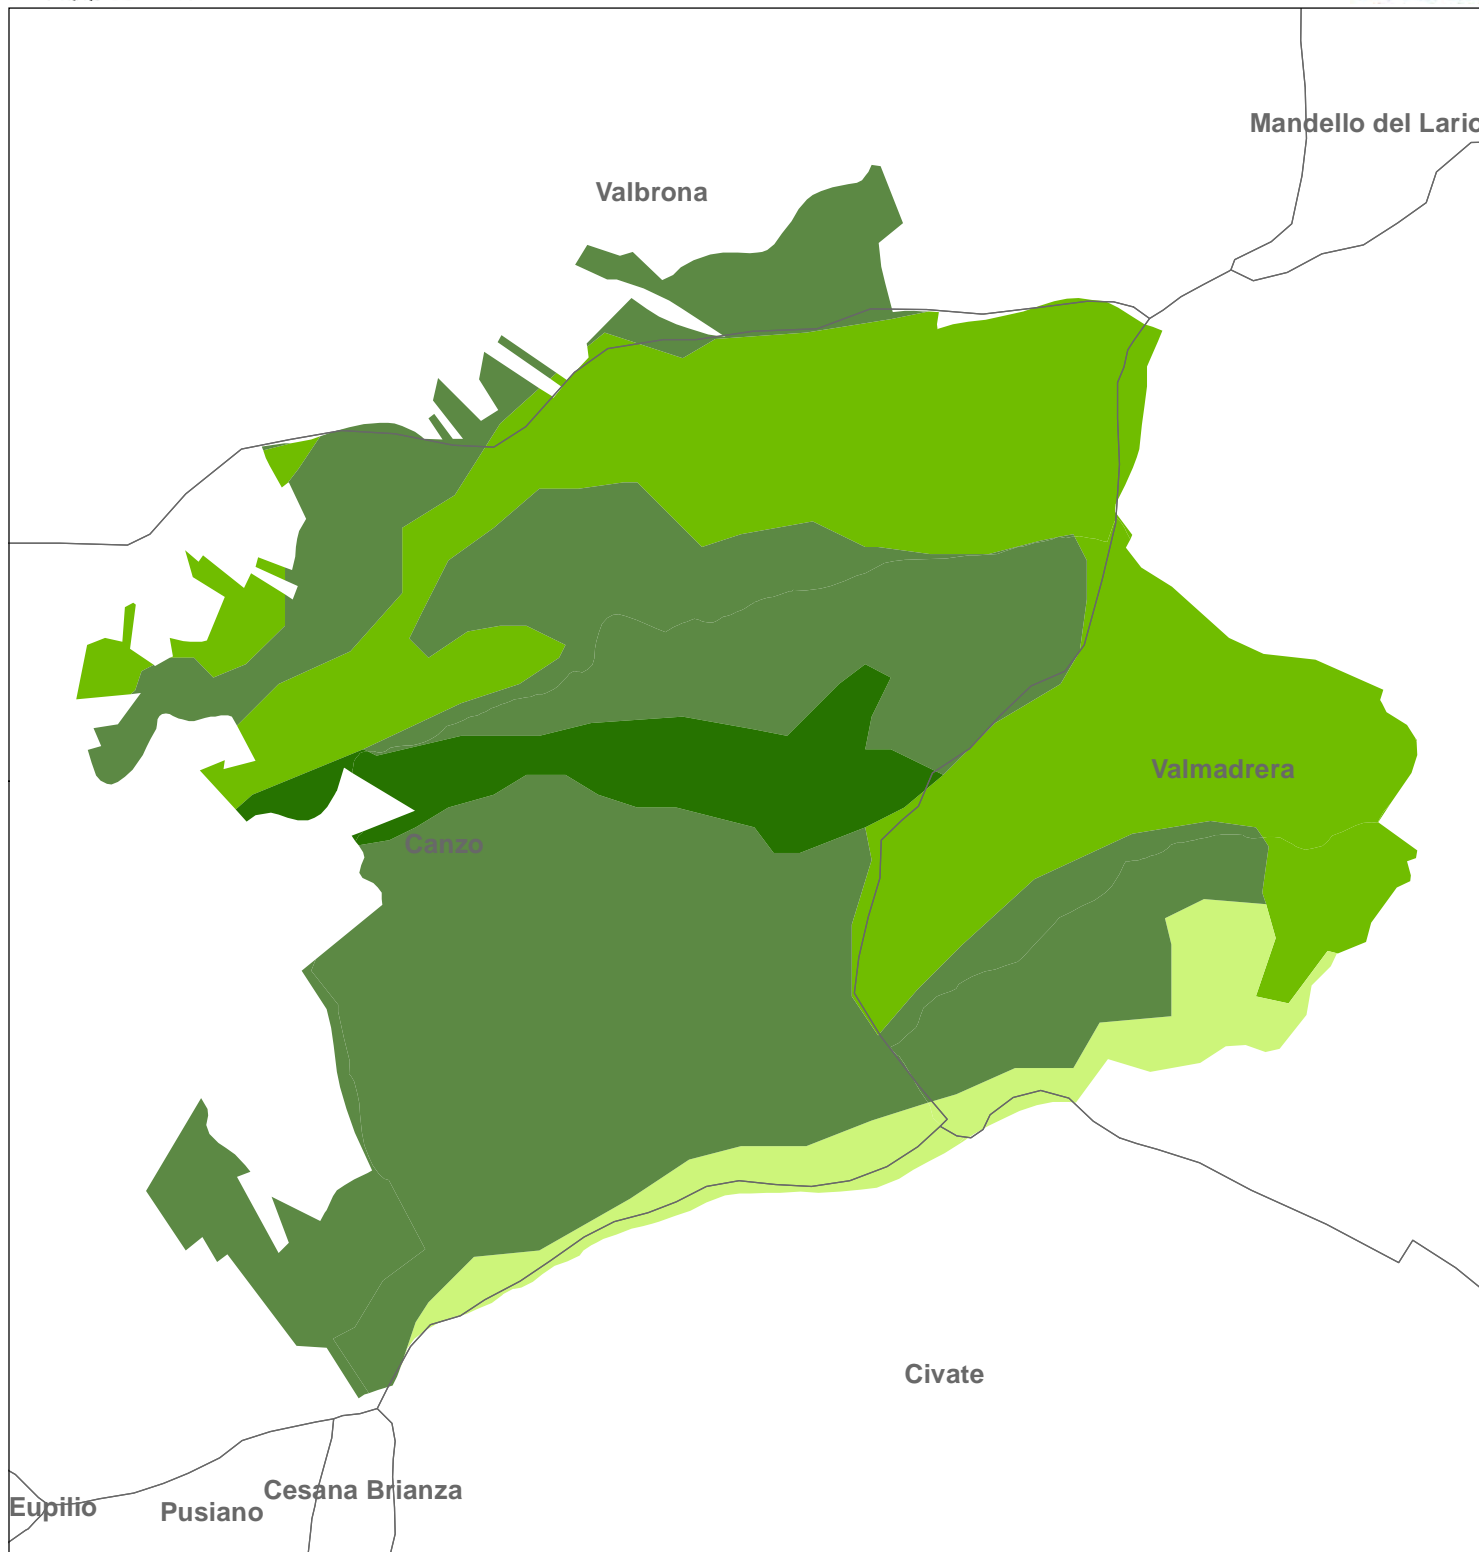 Mandello del Lario
Valbrona
Valmadrera
Canzo
Civate
Cesana Brianza
Eupilio
Pusiano